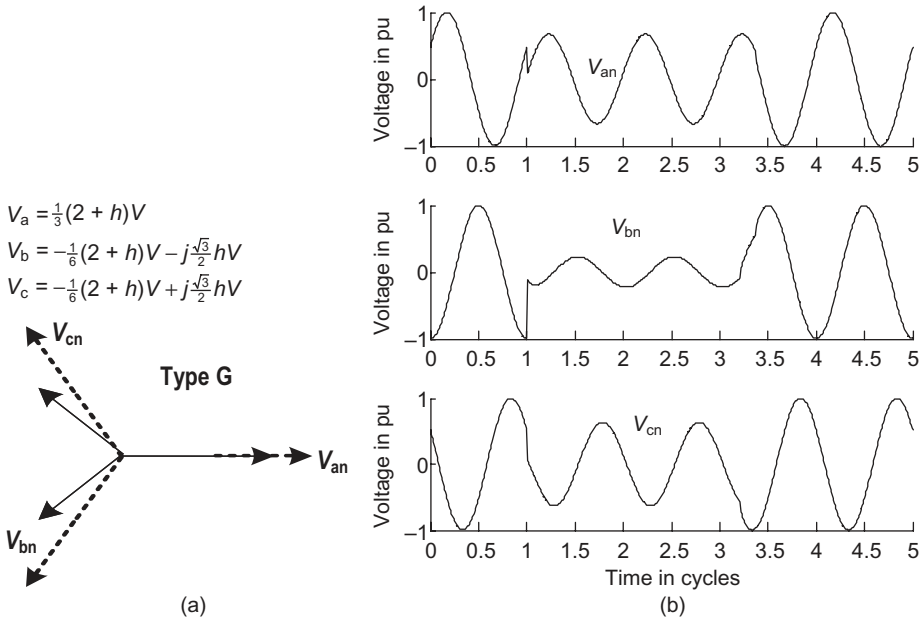 V_a = 1/3(2 + h)V
V_b = −1/6(2 + h)V − j√3/2 hV
V_c = −1/6(2 + h)V + j√3/2 hV
V_cn
Type G
V_an
V_bn
(a)
Voltage in pu
1
0
−1
V_an
0 0.5 1 1.5 2 2.5 3 3.5 4 4.5 5
Voltage in pu
1
0
−1
V_bn
0 0.5 1 1.5 2 2.5 3 3.5 4 4.5 5
Voltage in pu
1
0
−1
V_cn
0 0.5 1 1.5 2 2.5 3 3.5 4 4.5 5
Time in cycles
(b)